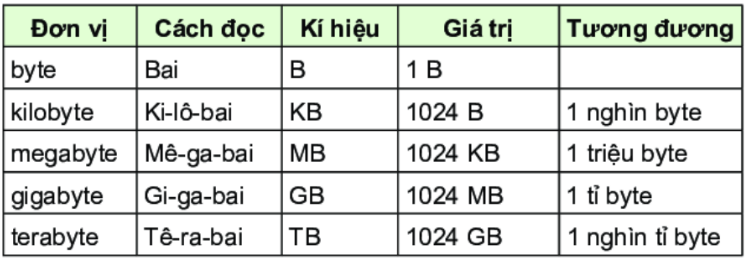 Đơn vị Cách đọc Kí hiệu Giá trị Tương đương
byte Bai B 1 B
kilobyte Ki-lô-bai KB 1024 B 1 nghìn byte
megabyte Mê-ga-bai MB 1024 KB 1 triệu byte
gigabyte Gi-ga-bai GB 1024 MB 1 tỉ byte
terabyte Tê-ra-bai TB 1024 GB 1 nghìn tỉ byte